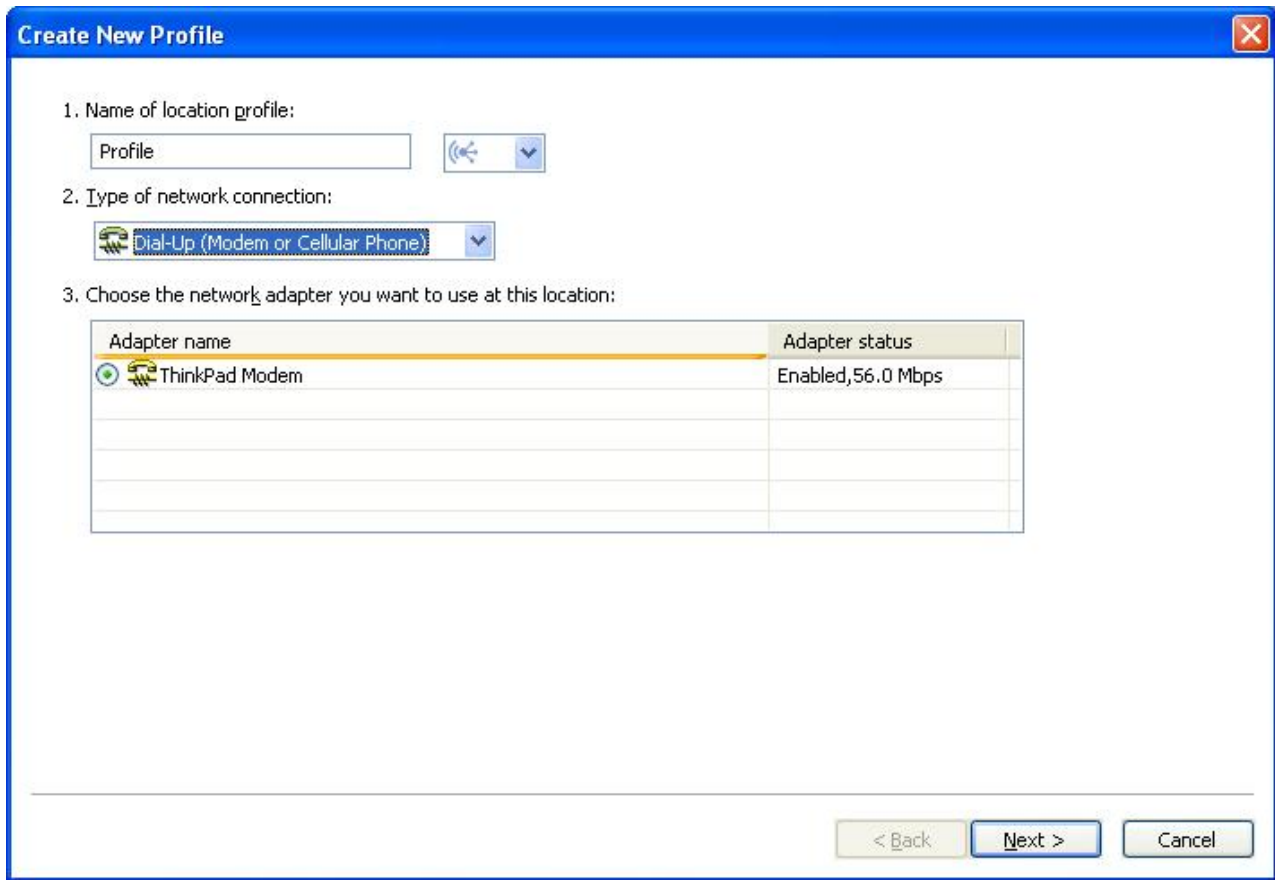 Create New Profile
1. Name of location profile:
Profile
2. Type of network connection:
Dial-Up (Modem or Cellular Phone)
3. Choose the network adapter you want to use at this location:
Adapter name Adapter status
ThinkPad Modem Enabled,56.0 Mbps
< Back Next > Cancel